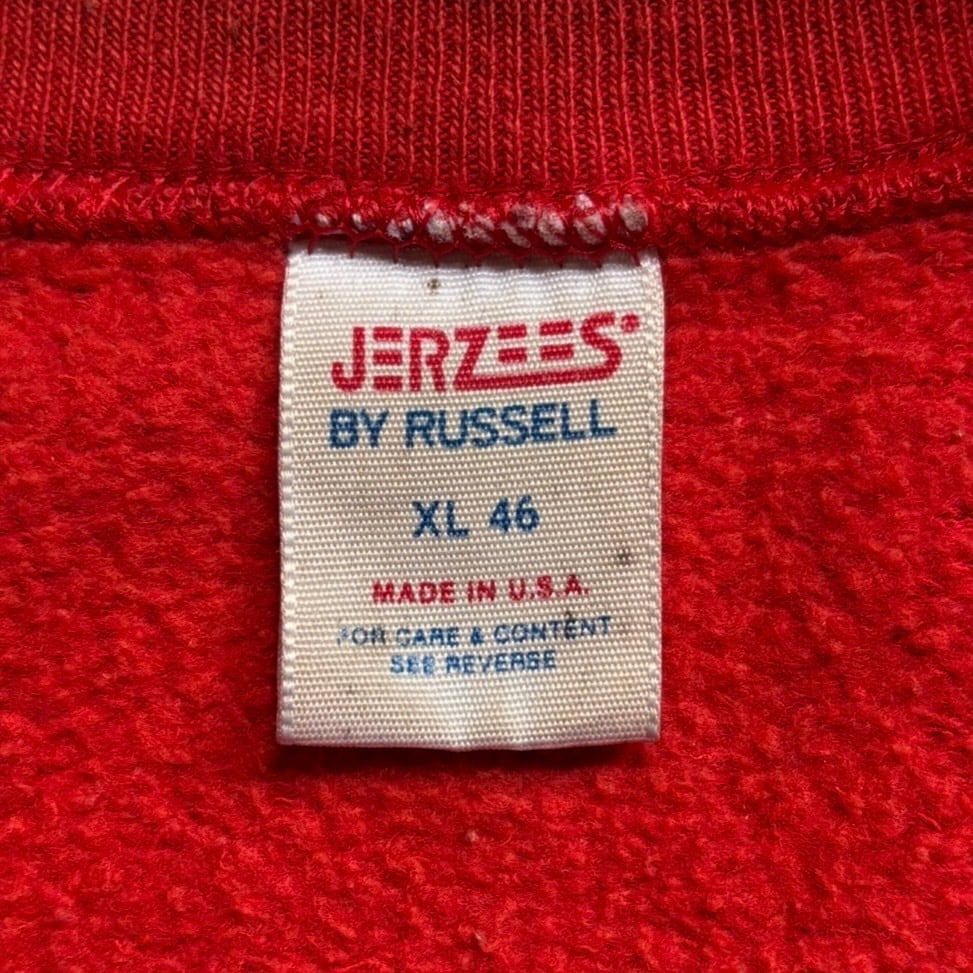 JERZEES®
BY RUSSELL
XL 46
MADE IN U.S.A.
FOR CARE & CONTENT
SEE REVERSE